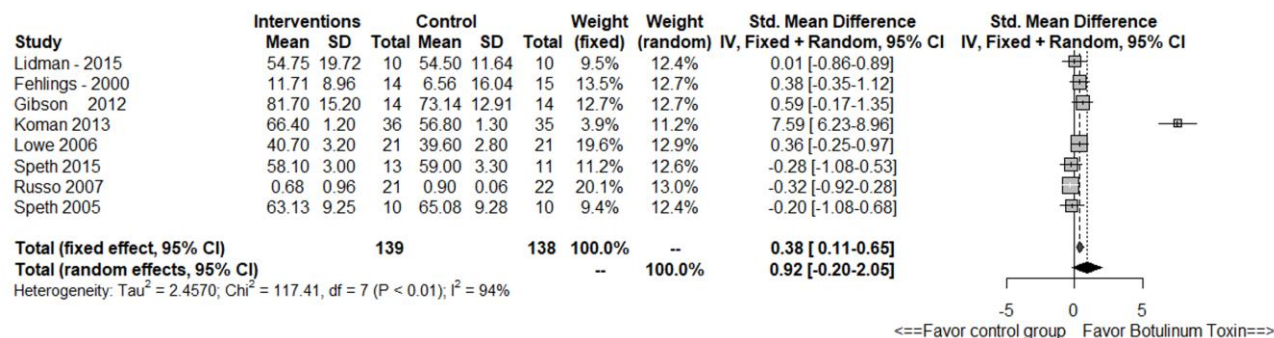 Interventions Control Weight Weight Std. Mean Difference Std. Mean Difference
Study Mean SD Total Mean SD Total (fixed) (random) IV, Fixed + Random, 95% CI IV, Fixed + Random, 95% CI
Lidman - 2015 54.75 19.72 10 54.50 11.64 10 9.5% 12.4% 0.01 [-0.86-0.89]
Fehlings - 2000 11.71 8.96 14 6.56 16.04 15 13.5% 12.7% 0.38 [-0.35-1.12]
Gibson 2012 81.70 15.20 14 73.14 12.91 14 12.7% 12.7% 0.59 [-0.17-1.35]
Koman 2013 66.40 1.20 36 56.80 1.30 35 3.9% 11.2% 7.59 [ 6.23-8.96]
Lowe 2006 40.70 3.20 21 39.60 2.80 21 19.6% 12.9% 0.36 [-0.25-0.97]
Speth 2015 58.10 3.00 13 59.00 3.30 11 11.2% 12.6% -0.28 [-1.08-0.53]
Russo 2007 0.68 0.96 21 0.90 0.06 22 20.1% 13.0% -0.32 [-0.92-0.28]
Speth 2005 63.13 9.25 10 65.08 9.28 10 9.4% 12.4% -0.20 [-1.08-0.68]
Total (fixed effect, 95% CI) 139 138 100.0% -- 0.38 [ 0.11-0.65]
Total (random effects, 95% CI) -- 100.0% 0.92 [-0.20-2.05]
Heterogeneity: Tau² = 2.4570; Chi² = 117.41, df = 7 (P < 0.01); I² = 94%
-5 0 5
<==Favor control group Favor Botulinum Toxin==>